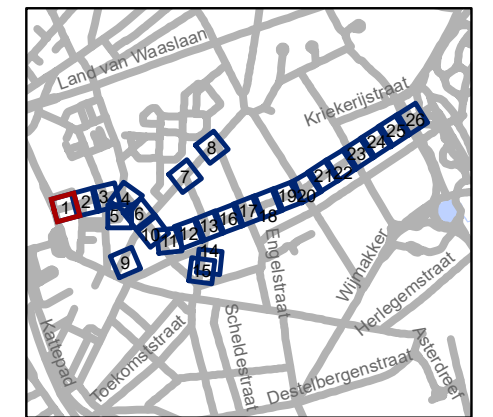 Land van Waaslaan
Kriekerijstraat
8
7
26
25
24
23
22
21
20
19
18
17
16
13
12
11
10
6
4
3
2
1
5
9
14
15
Engelstraat
Wijmakker
Herlegemstraat
Kattepad
Toekomststraat
Scheldestraat
Destelbergenstraat
Asterdreef